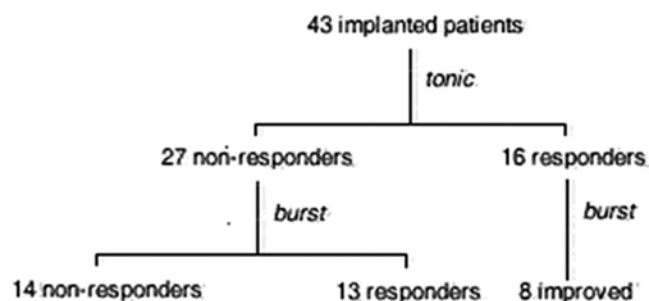 43 implanted patients
tonic
27 non-responders
16 responders
burst
burst
14 non-responders
13 responders
8 improved